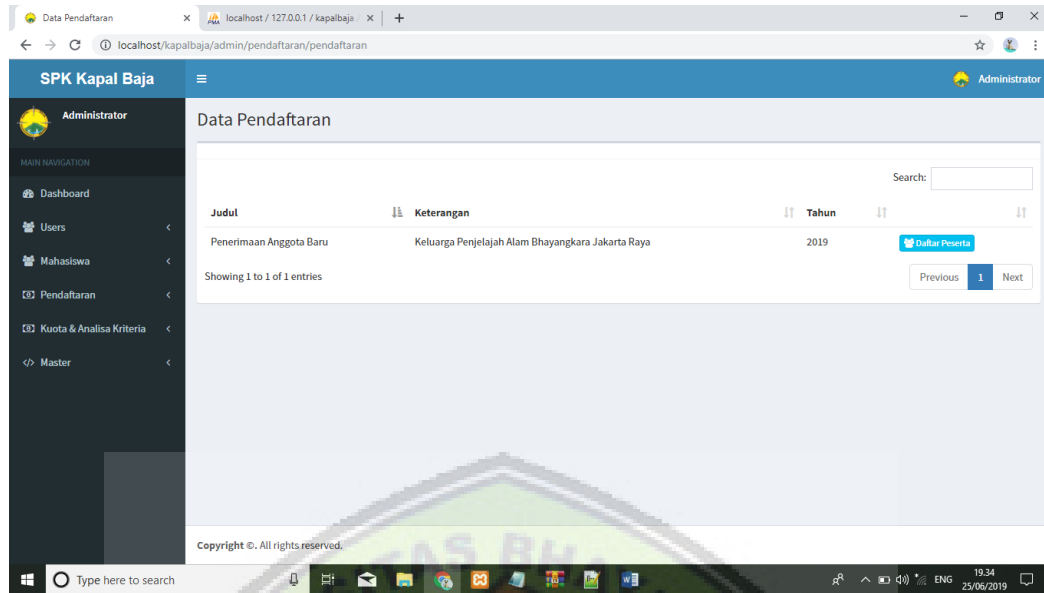 Data Pendaftaran
localhost / 127.0.0.1 / kapalbaja /
localhost/kapalbaja/admin/pendaftaran/pendaftaran
SPK Kapal Baja
Administrator
Administrator
Data Pendaftaran
MAIN NAVIGATION
Dashboard
Users
Mahasiswa
Pendaftaran
Kuota & Analisa Kriteria
Master
Search:
Judul Keterangan Tahun
Penerimaan Anggota Baru Keluarga Penjelajah Alam Bhayangkara Jakarta Raya 2019 Daftar Peserta
Showing 1 to 1 of 1 entries
Previous 1 Next
Copyright ©. All rights reserved.
TAS BHA
Type here to search
ENG
19.34
25/06/2019